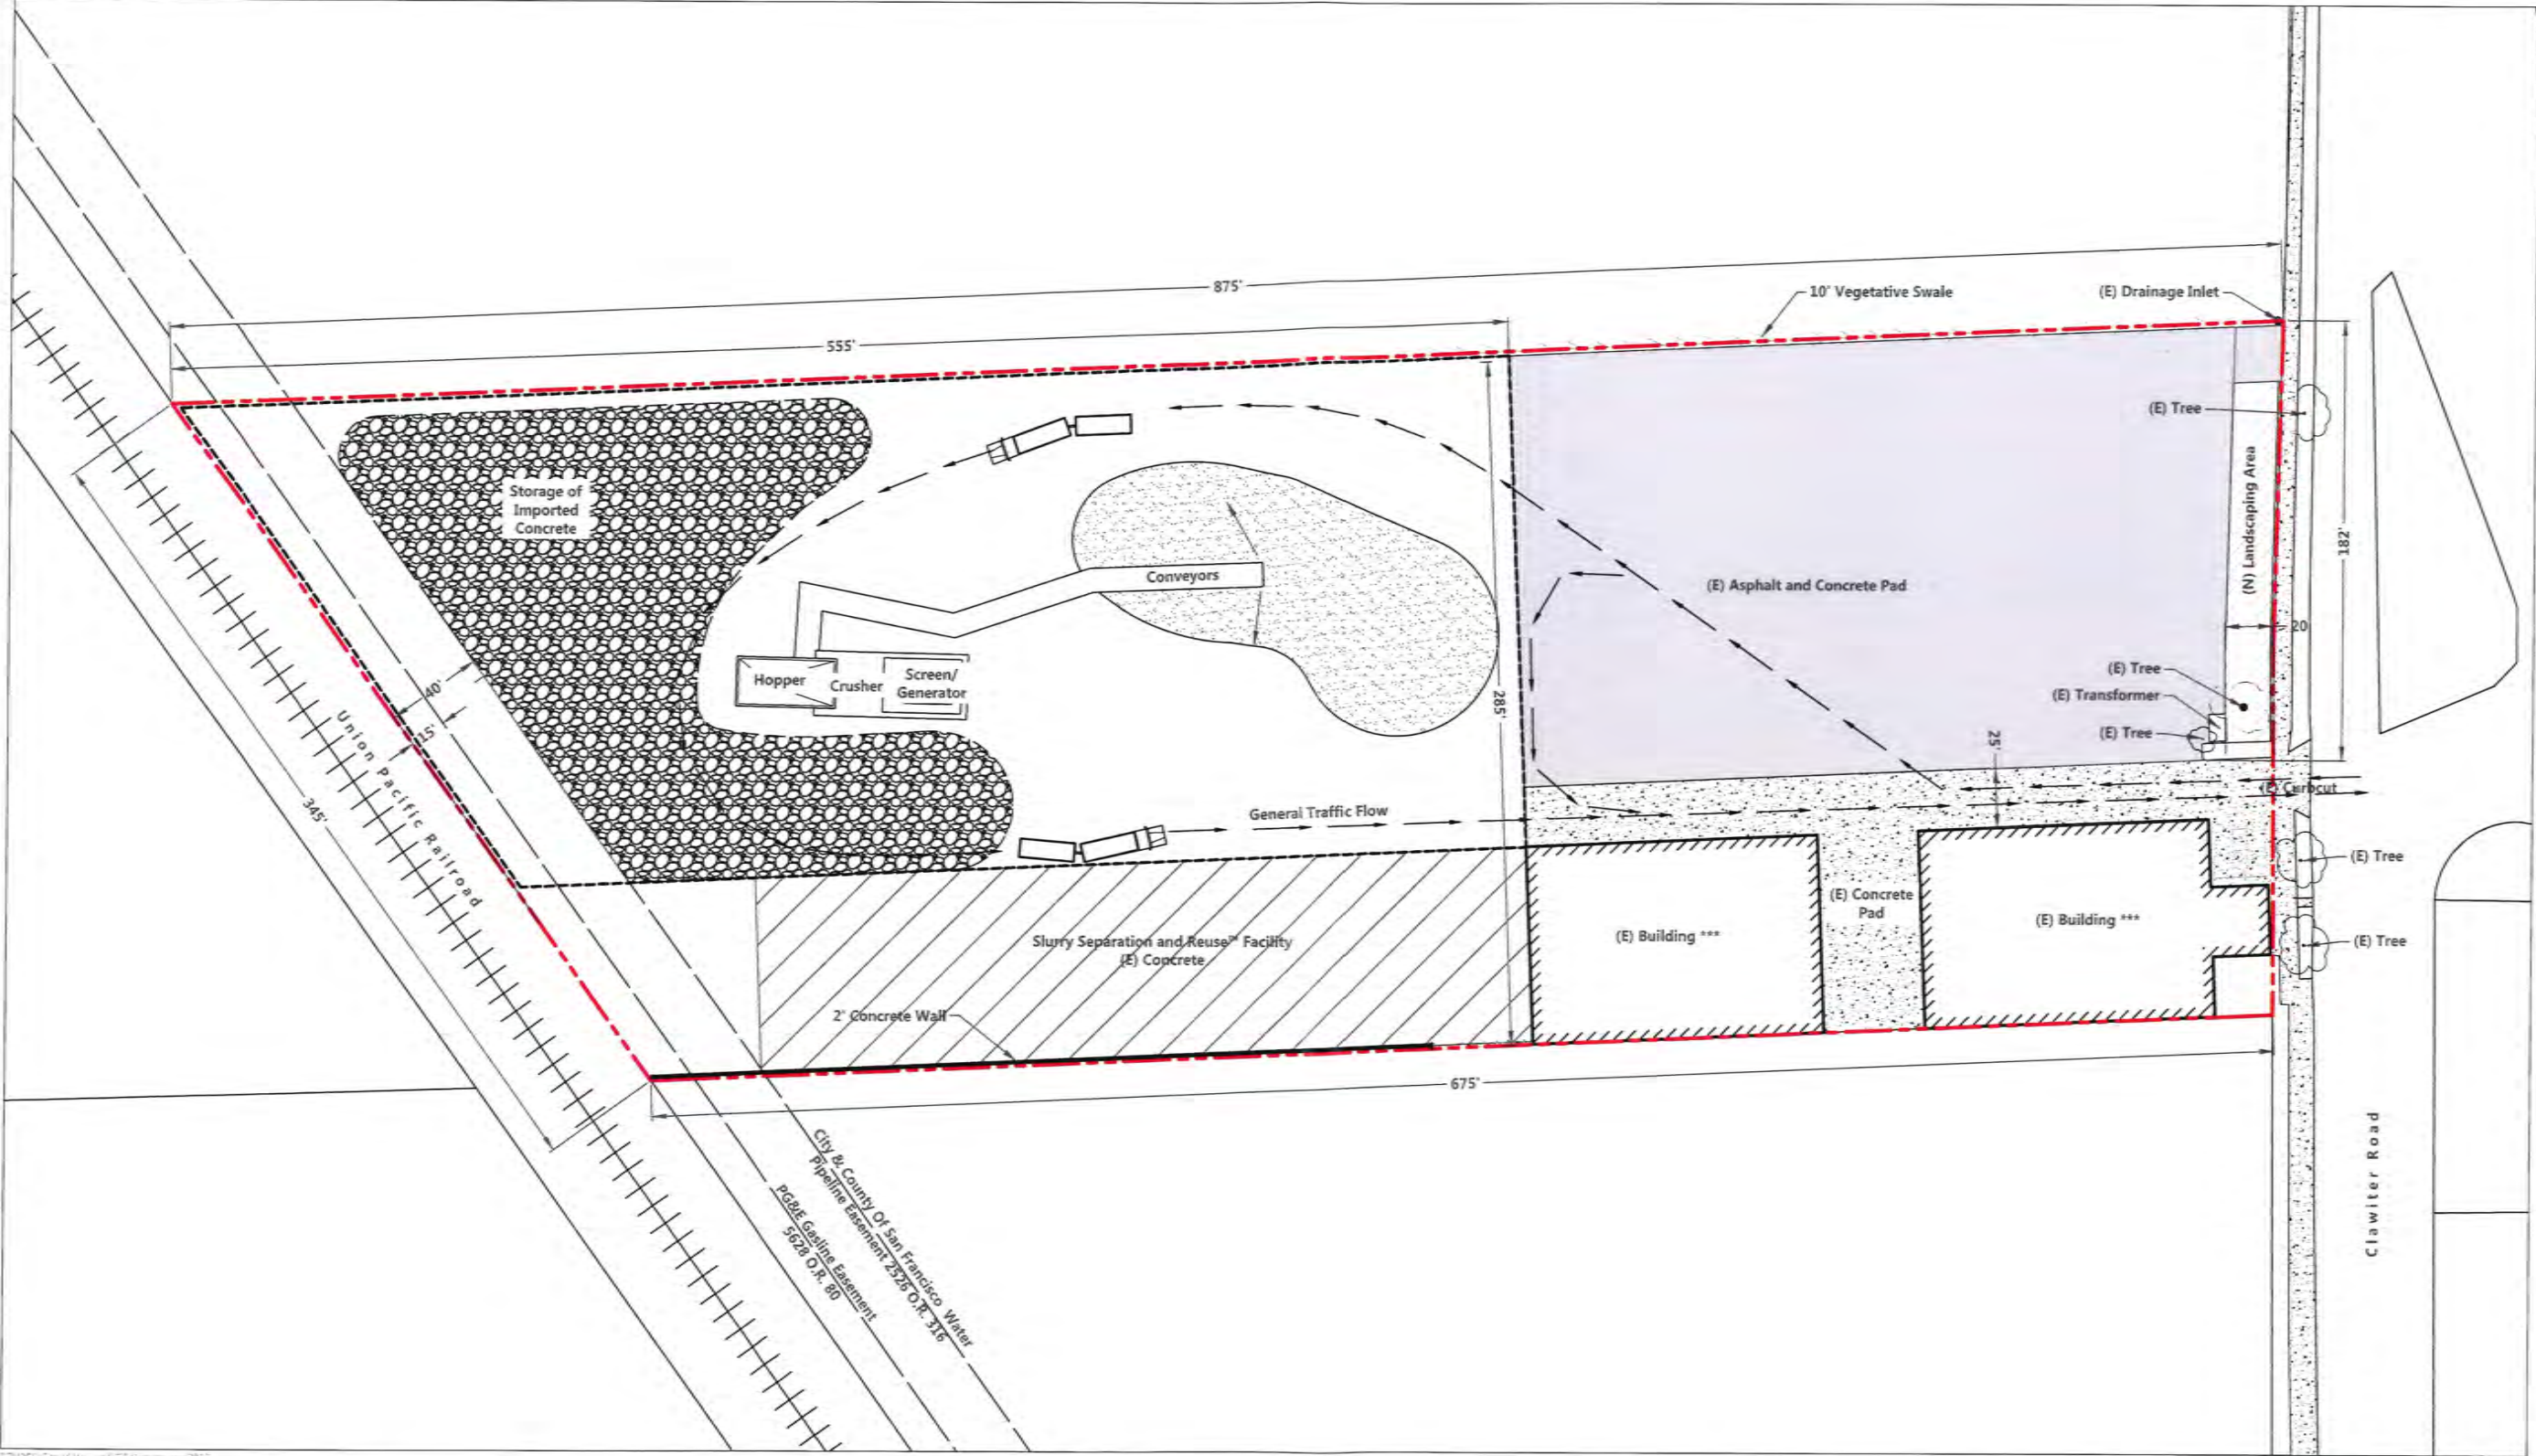 875'
10' Vegetative Swale
(E) Drainage Inlet
555'
(E) Tree
Storage of
Imported
Concrete
(N) Landscaping Area
182'
Conveyors
(E) Asphalt and Concrete Pad
20
Hopper
Crusher
Screen/
Generator
(E) Tree
(E) Transformer
(E) Tree
40'
15'
285'
25'
Union Pacific Railroad
345'
General Traffic Flow
(E) Curbcut
(E) Tree
(E) Concrete
Pad
(E) Building ***
(E) Building ***
(E) Tree
Slurry Separation and Reuse™ Facility
(E) Concrete
2' Concrete Wall
675'
City & County Of San Francisco Water
Pipeline Easement 2526 O.R. 316
PG&E Gasline Easement
5628 O.R. 80
Clawiter Road